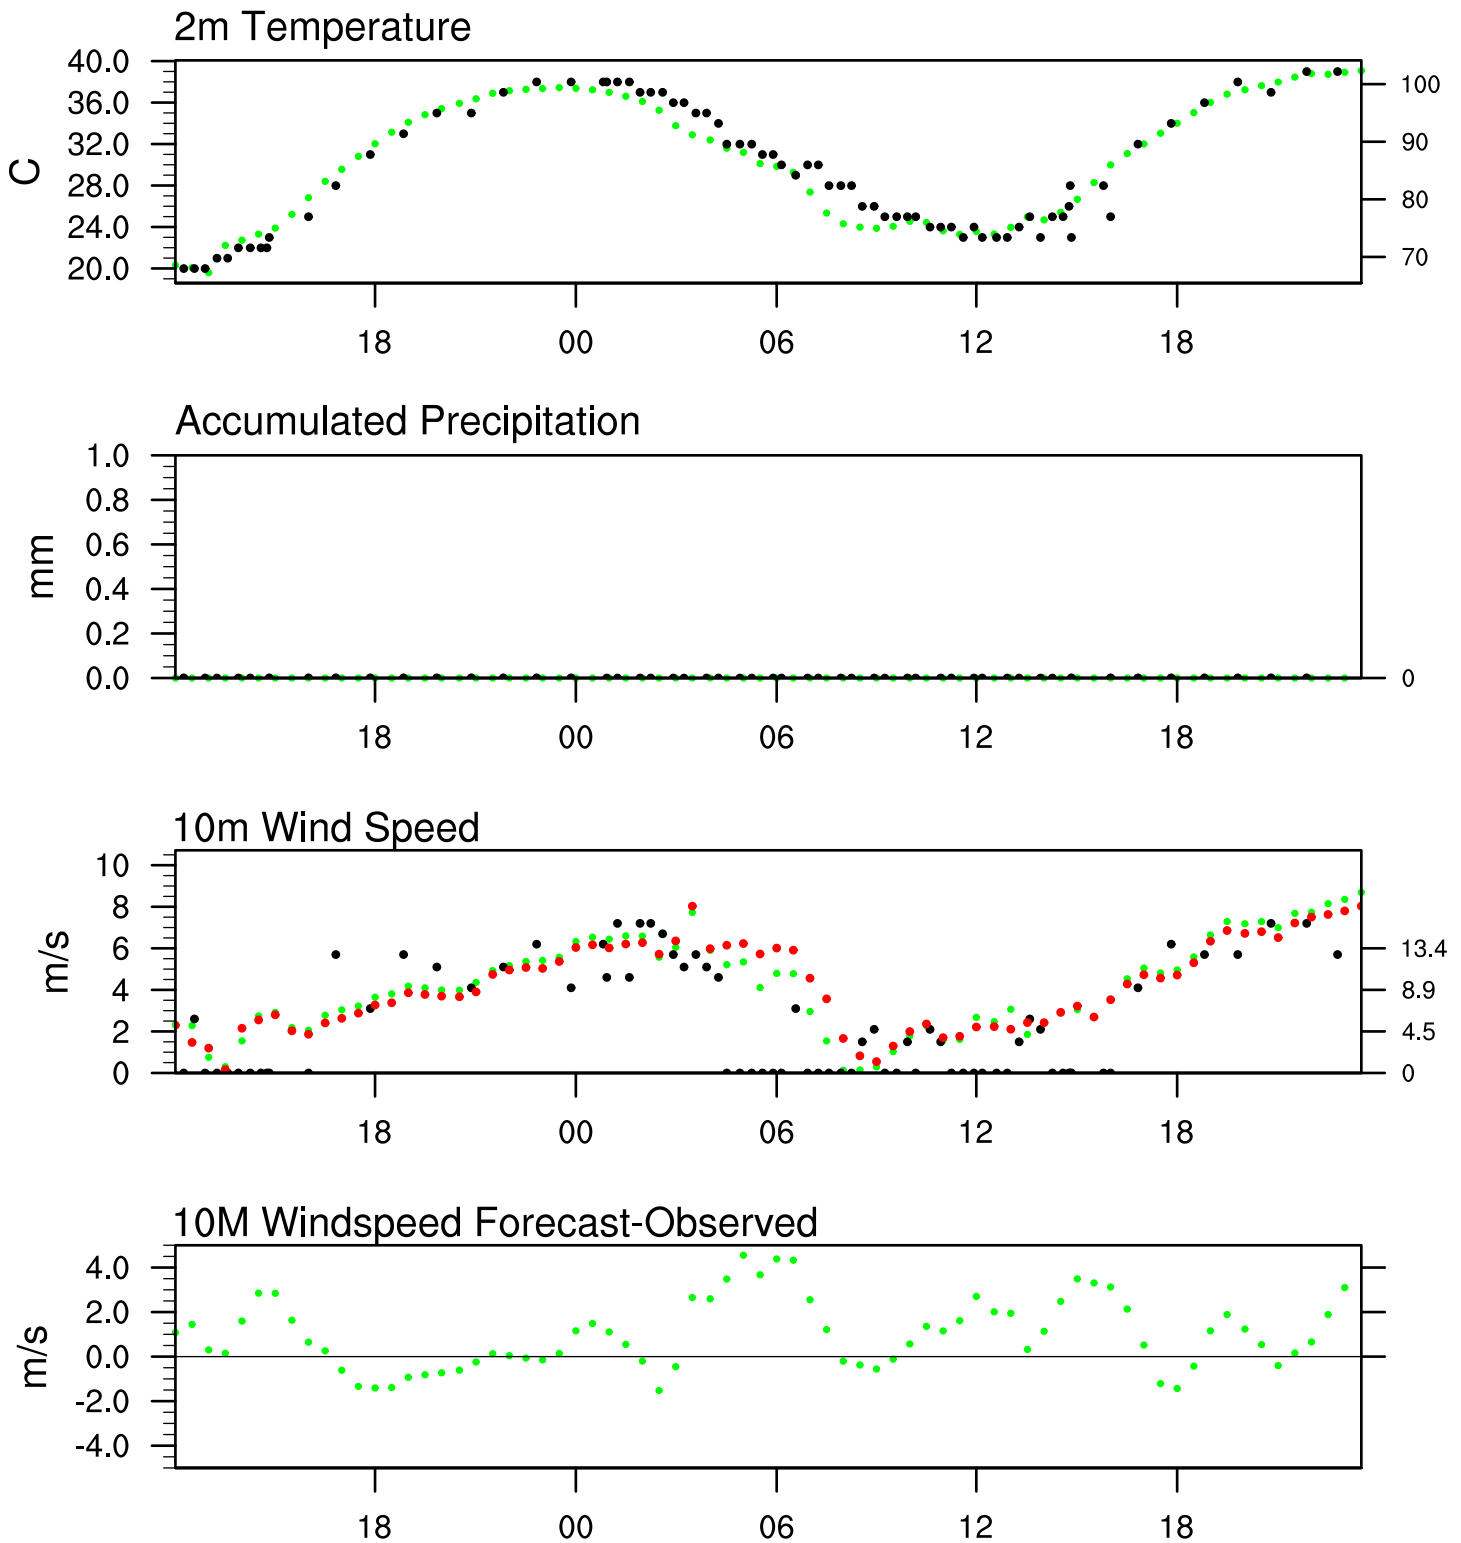 2m Temperature
40.0
36.0
32.0
28.0
24.0
20.0
C
100
90
80
70
18 00 06 12 18
Accumulated Precipitation
1.0
0.8
0.6
0.4
0.2
0.0
mm
0
18 00 06 12 18
10m Wind Speed
10
8
6
4
2
0
m/s
13.4
8.9
4.5
0
18 00 06 12 18
10M Windspeed Forecast-Observed
4.0
2.0
0.0
-2.0
-4.0
m/s
18 00 06 12 18